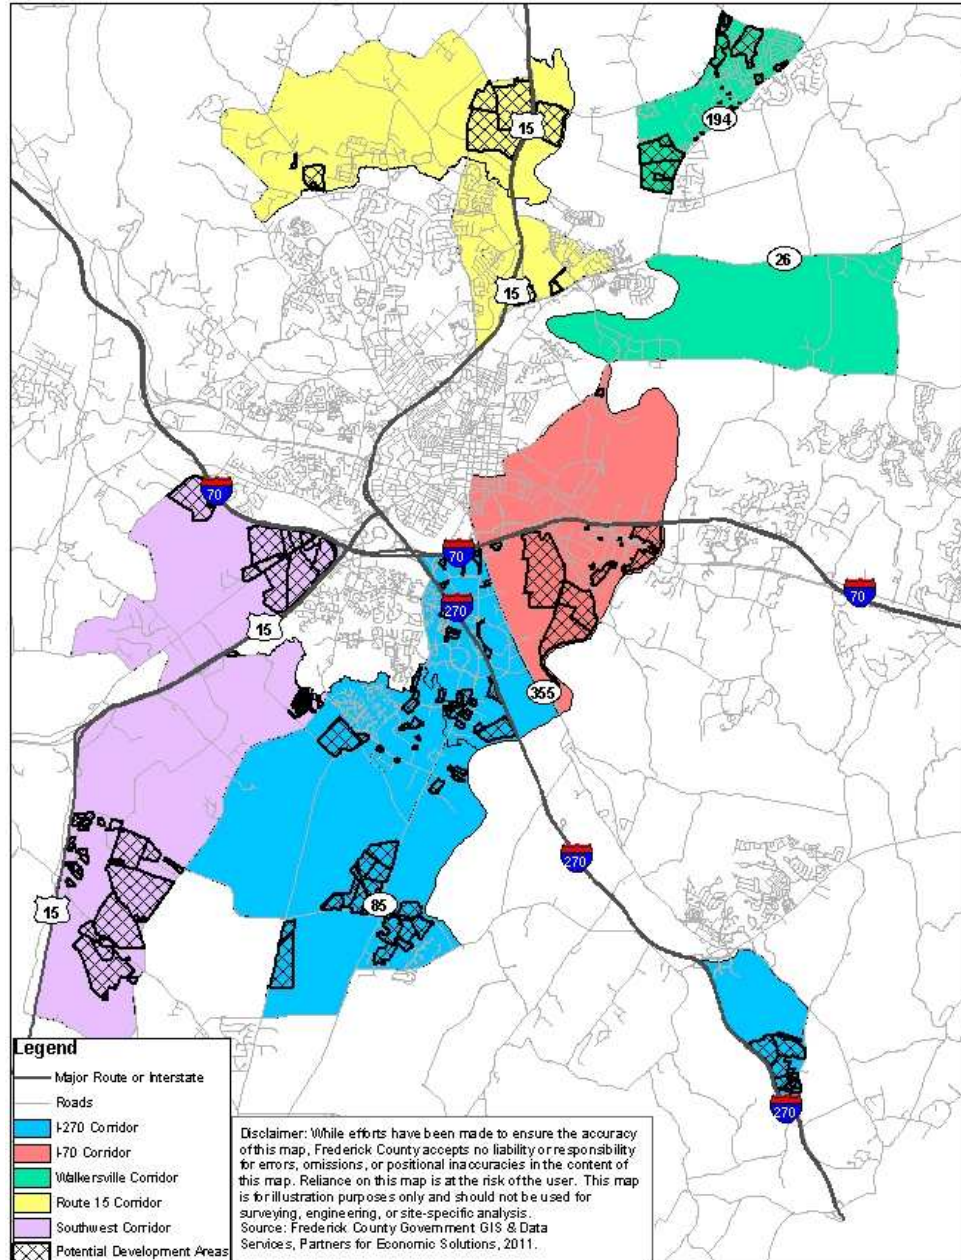 194
15
26
15
70
70
70
270
15
355
270
85
15
270
Legend
Major Route or Interstate
Roads
I-270 Corridor
I-70 Corridor
Walkersville Corridor
Route 15 Corridor
Southwest Corridor
Potential Development Areas
Disclaimer: While efforts have been made to ensure the accuracy
of this map, Frederick County accepts no liability or responsibility
for errors, omissions, or positional inaccuracies in the content of
this map. Reliance on this map is at the risk of the user. This map
is for illustration purposes only and should not be used for
surveying, engineering, or site-specific analysis.
Source: Frederick County Government GIS & Data
Services, Partners for Economic Solutions, 2011.